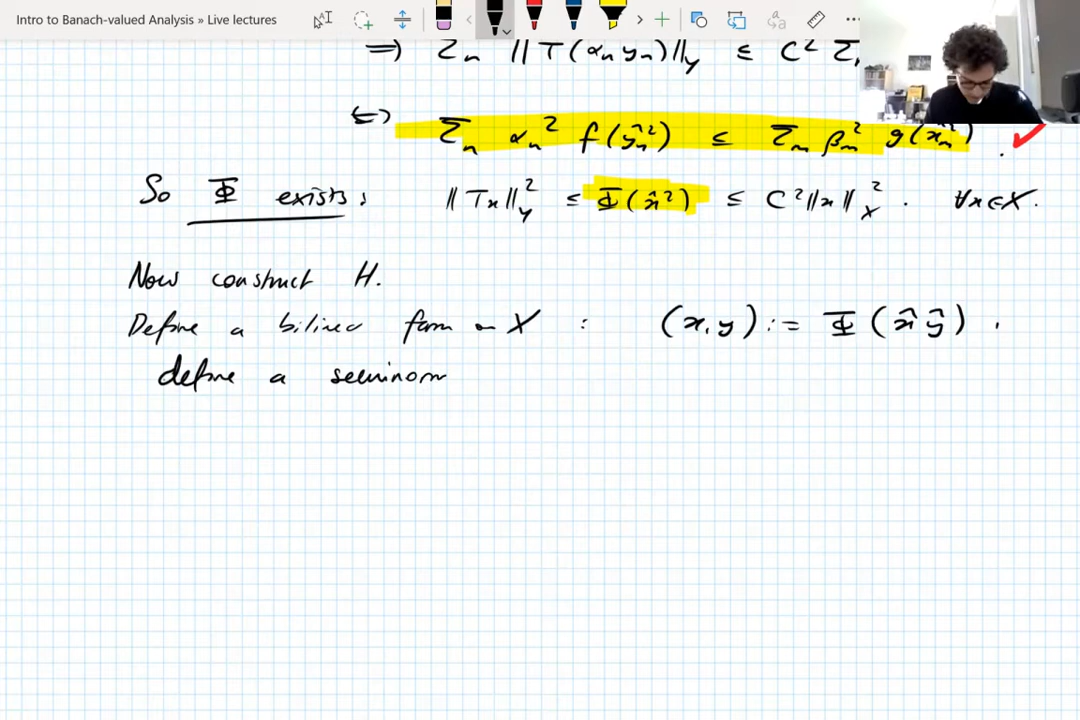 Intro to Banach-valued Analysis » Live lectures
⇒ Σn ‖T(αn yn)‖y ≤ C² Σ
⇔ Σn αn² f(ŷn²) ≤ Σm βm² g(x̂m²). ✓
So Φ exists: ‖Tx‖y² ≤ Φ(x̂²) ≤ C²‖x‖X². ∀x∈X.
Now construct H.
Define a bilinear form on X : (x,y) := Φ(x̂ŷ).
define a seminorm